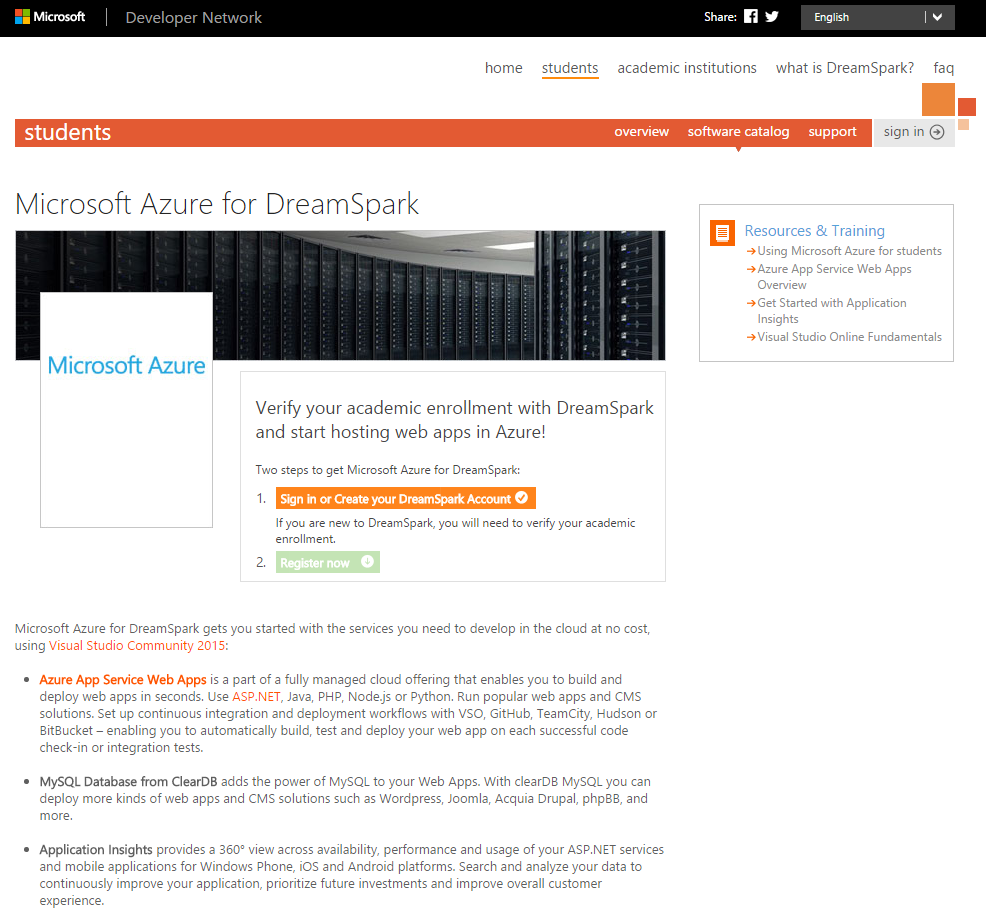 Microsoft Developer Network
Share:
English
home students academic institutions what is DreamSpark? faq
students
overview software catalog support sign in
Microsoft Azure for DreamSpark
Microsoft Azure
Verify your academic enrollment with DreamSpark
and start hosting web apps in Azure!
Two steps to get Microsoft Azure for DreamSpark:
1. Sign in or Create your DreamSpark Account
If you are new to DreamSpark, you will need to verify your academic
enrollment.
2. Register now
Resources & Training
Using Microsoft Azure for students
Azure App Service Web Apps
Overview
Get Started with Application
Insights
Visual Studio Online Fundamentals
Microsoft Azure for DreamSpark gets you started with the services you need to develop in the cloud at no cost,
using Visual Studio Community 2015:
• Azure App Service Web Apps is a part of a fully managed cloud offering that enables you to build and
deploy web apps in seconds. Use ASP.NET, Java, PHP, Node.js or Python. Run popular web apps and CMS
solutions. Set up continuous integration and deployment workflows with VSO, GitHub, TeamCity, Hudson or
BitBucket – enabling you to automatically build, test and deploy your web app on each successful code
check-in or integration tests.
• MySQL Database from ClearDB adds the power of MySQL to your Web Apps. With clearDB MySQL you can
deploy more kinds of web apps and CMS solutions such as Wordpress, Joomla, Acquia Drupal, phpBB, and
more.
• Application Insights provides a 360° view across availability, performance and usage of your ASP.NET services
and mobile applications for Windows Phone, iOS and Android platforms. Search and analyze your data to
continuously improve your application, prioritize future investments and improve overall customer
experience.